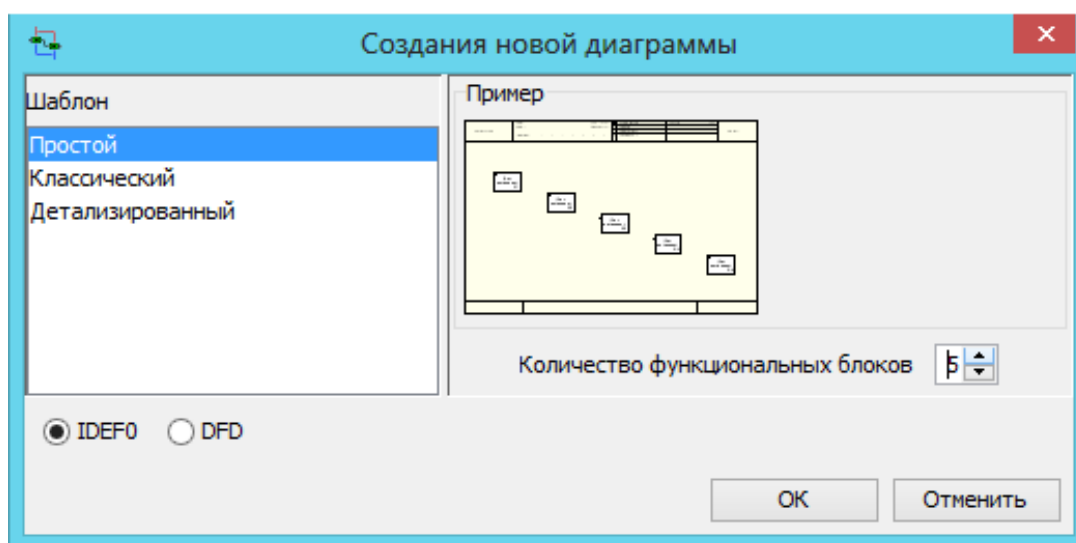 Создания новой диаграммы
Шаблон
Простой
Классический
Детализированный
Пример
Количество функциональных блоков 5
IDEF0 DFD
OK Отменить